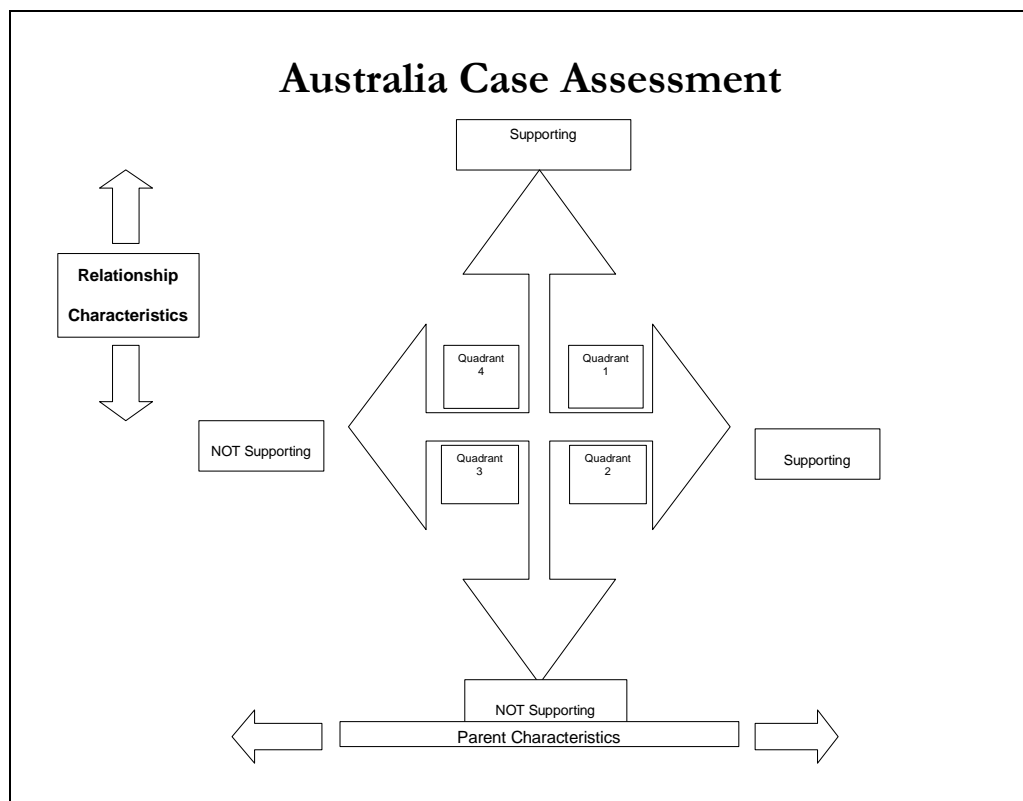 Australia Case Assessment
Supporting
Relationship
Characteristics
Quadrant
4
Quadrant
1
NOT Supporting
Supporting
Quadrant
3
Quadrant
2
NOT Supporting
Parent Characteristics